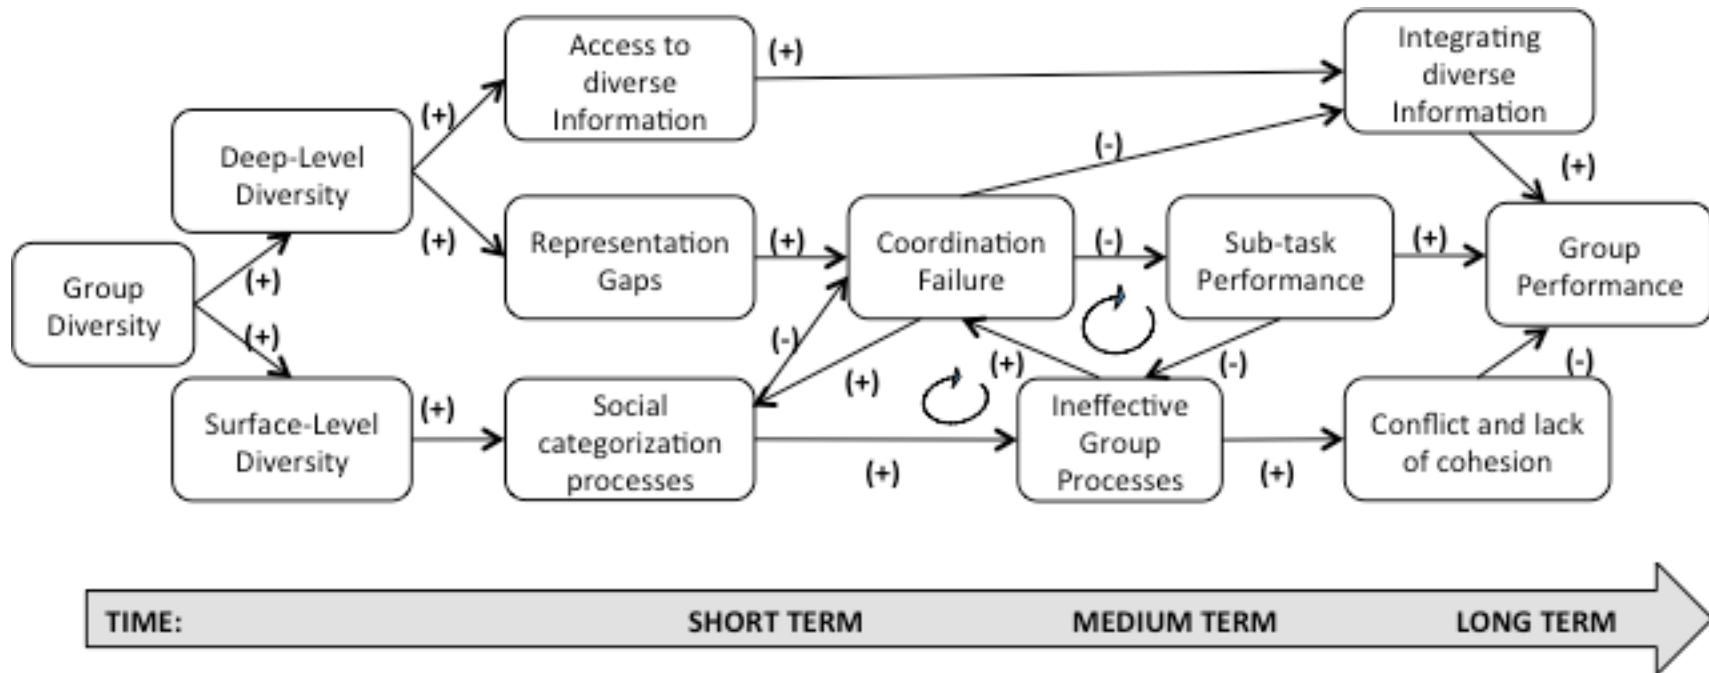 Access to
diverse
Information
(+)
Integrating
diverse
Information
(+)
Deep-Level
Diversity
(-)
(+)
(+)
Representation
Gaps
(+)
Coordination
Failure
(-)
Sub-task
Performance
(+)
Group
Performance
Group
Diversity
(+)
(+)
(-)
(+)
(+)
(-)
(-)
Surface-Level
Diversity
(+)
Social
categorization
processes
(+)
Ineffective
Group
Processes
(+)
Conflict and lack
of cohesion
TIME:
SHORT TERM
MEDIUM TERM
LONG TERM